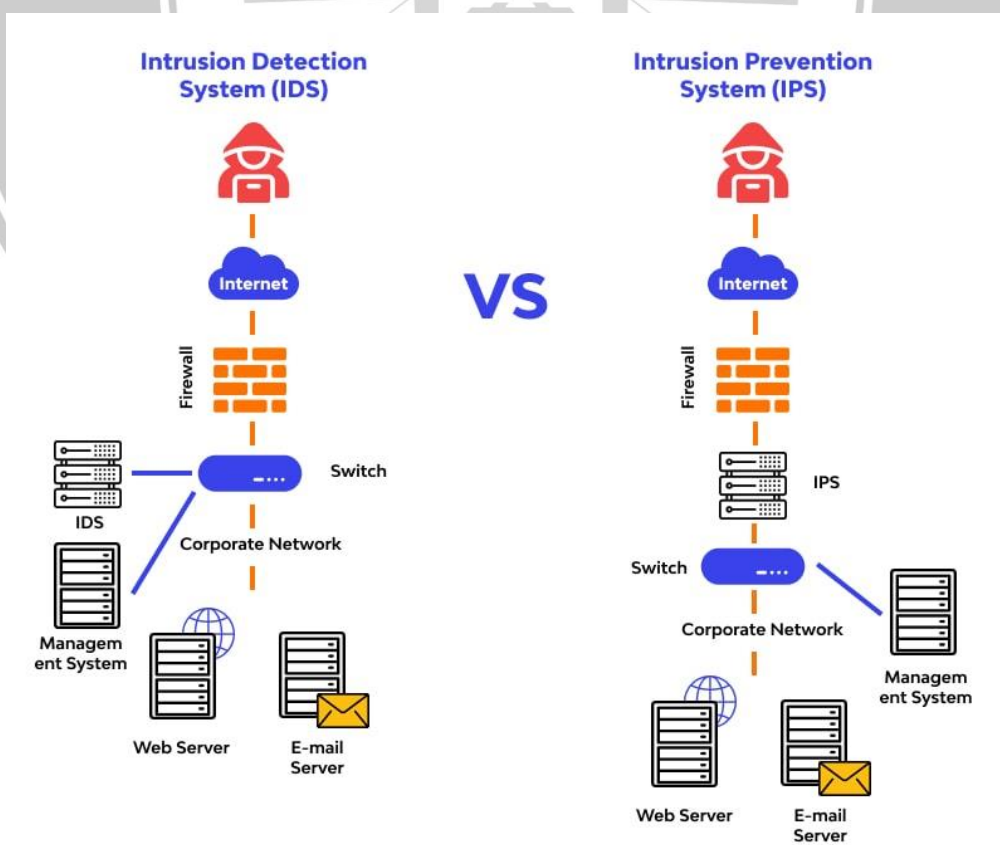 Intrusion Detection
System (IDS)
Internet
Firewall
Switch
IDS
Corporate Network
Managem
ent System
Web Server
E-mail
Server
VS
Intrusion Prevention
System (IPS)
Internet
Firewall
IPS
Switch
Corporate Network
Managem
ent System
Web Server
E-mail
Server